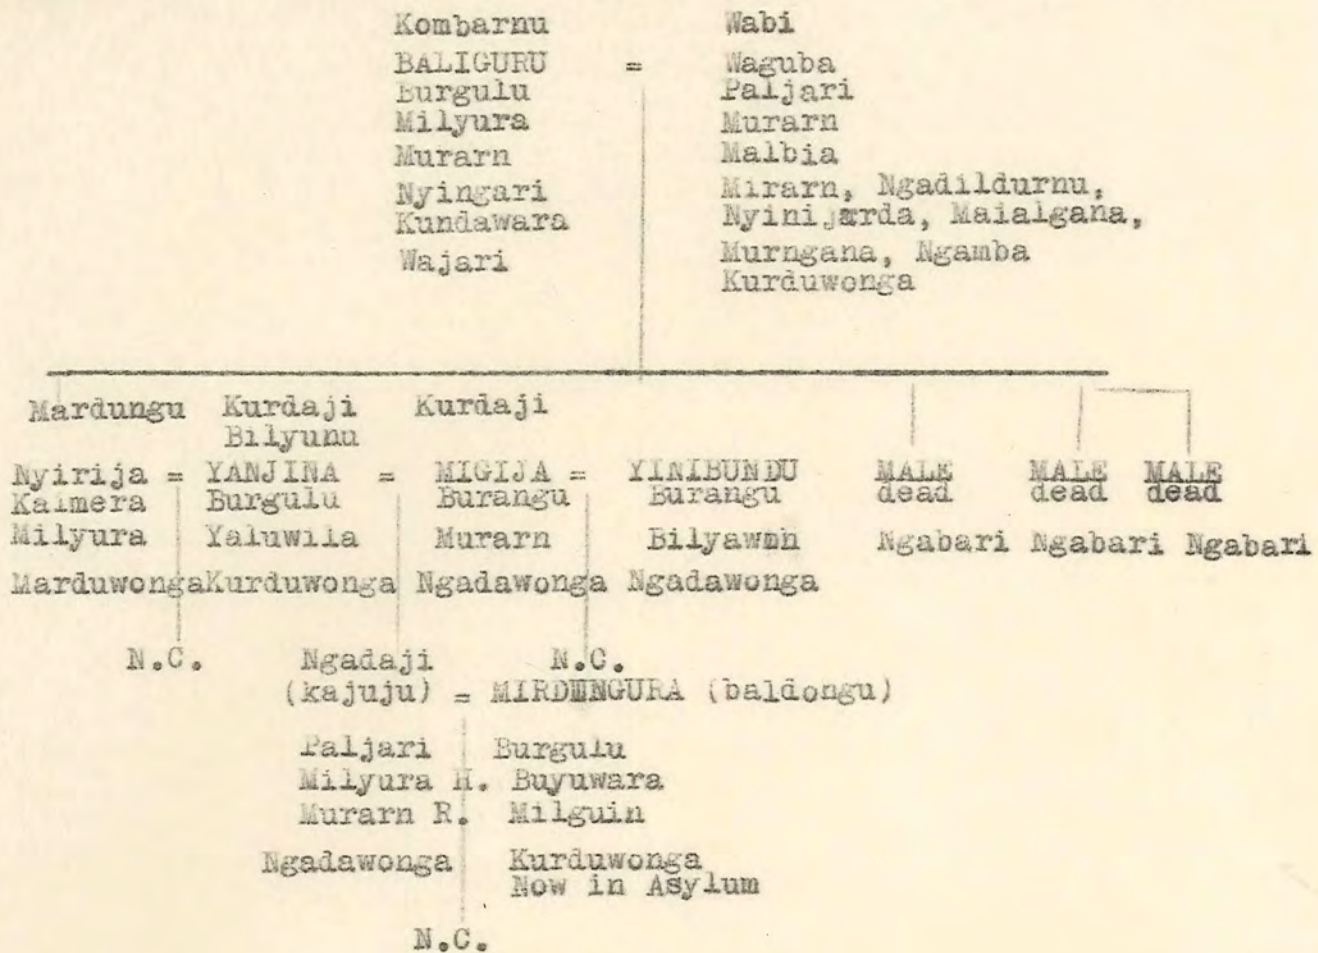 Kombarnu Wabi
BALIGURU = Waguba
Burgulu Paljari
Milyura Murarn
Murarn Malbia
Nyingari Mirarn, Ngadildurnu,
Kundawara Nyinijarda, Maialgana,
Wajari Murngana, Ngamba
Kurduwonga
Mardungu Kurdaji Kurdaji
Bilyunu
Nyirija = YANJINA = MIGIJA = YINIBUNDU MALE MALE MALE
Kaimera Burgulu Burangu Burangu dead dead dead
Milyura Yaluwila Murarn Bilyawmn Ngabari Ngabari Ngabari
Marduwonga Kurduwonga Ngadawonga Ngadawonga
N.C. Ngadaji N.C.
(kajuju) = MIRDUNGURA (baldongu)
Paljari Burgulu
Milyura H. Buyuwara
Murarn R. Milguin
Ngadawonga Kurduwonga
Now in Asylum
N.C.